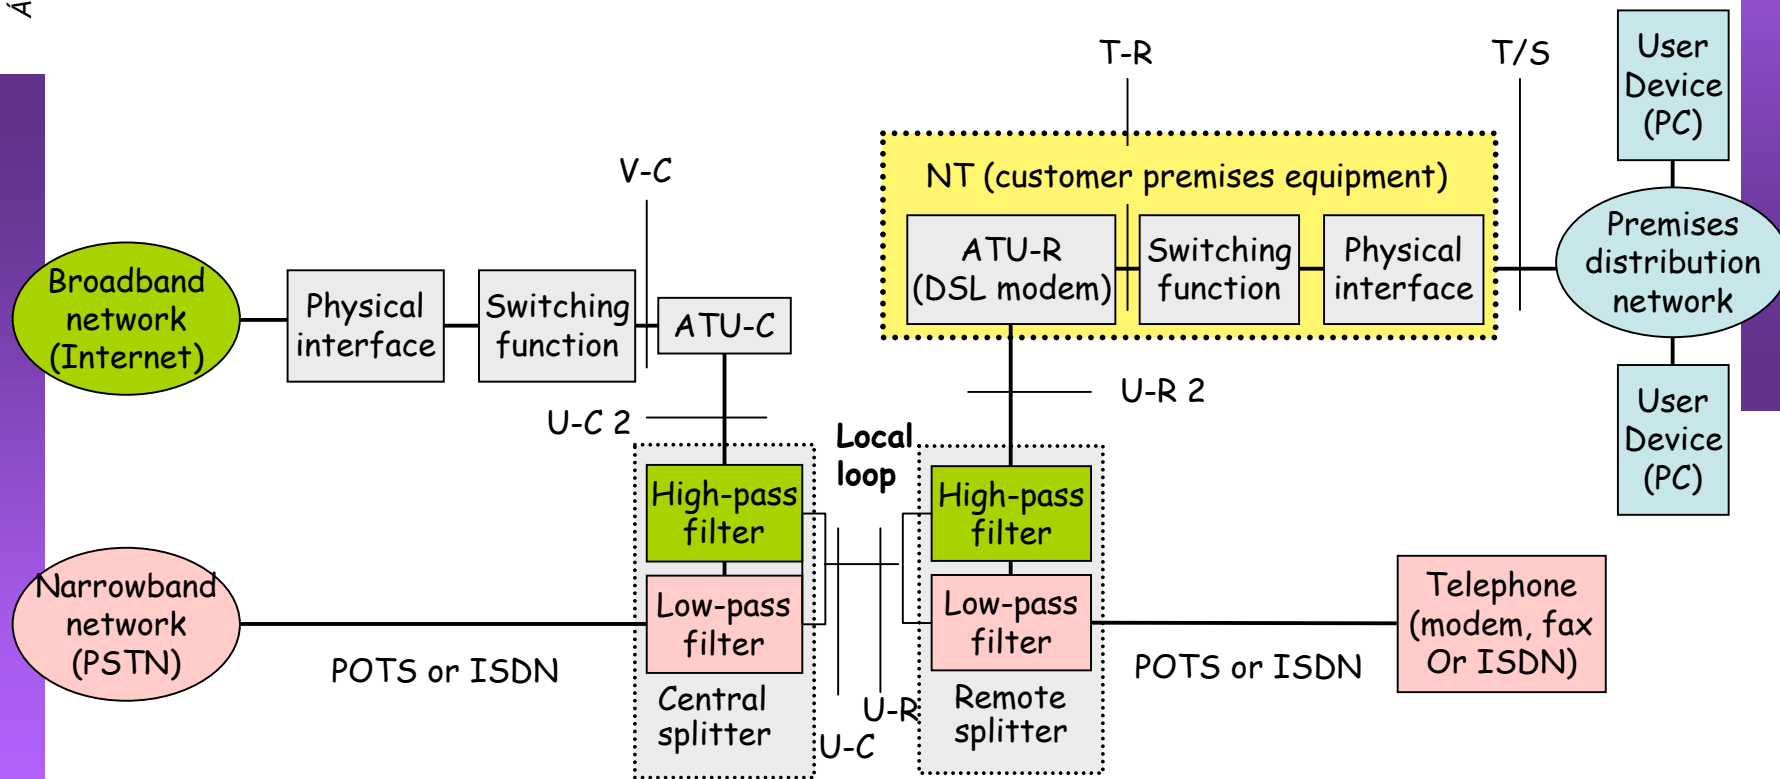 Á
T-R
T/S
User
Device
(PC)
V-C
NT (customer premises equipment)
ATU-R
(DSL modem)
Switching
function
Physical
interface
Premises
distribution
network
Broadband
network
(Internet)
Physical
interface
Switching
function
ATU-C
U-C 2
U-R 2
User
Device
(PC)
Local
loop
High-pass
filter
High-pass
filter
Narrowband
network
(PSTN)
Low-pass
filter
Low-pass
filter
Telephone
(modem, fax
Or ISDN)
POTS or ISDN
POTS or ISDN
Central
splitter
U-R
U-C
Remote
splitter